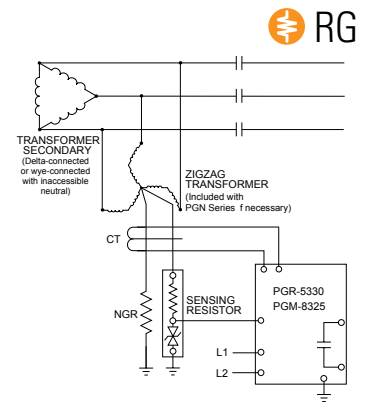 RG
TRANSFORMER
SECONDARY
(Delta-connected
or wye-connected
with inaccessible
neutral)
ZIGZAG
TRANSFORMER
(Included with
PGN Series f necessary)
CT
NGR
SENSING
RESISTOR
PGR-5330
PGM-8325
L1
L2